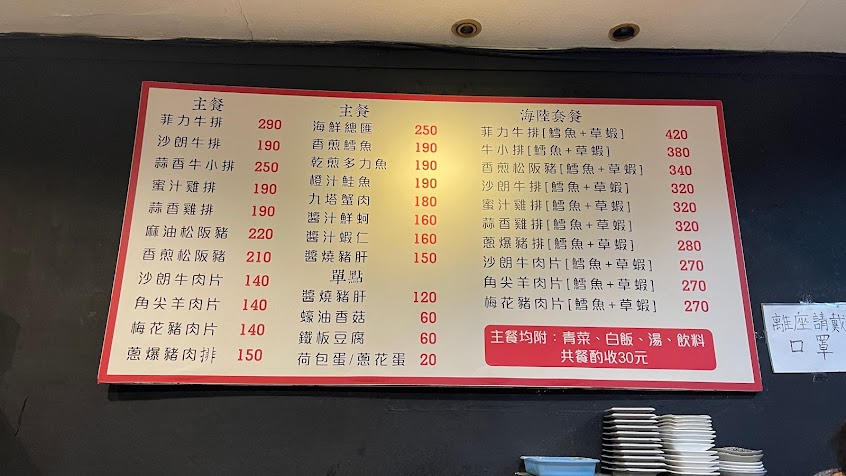 主餐
菲力牛排 290
沙朗牛排 190
蒜香牛小排 250
蜜汁雞排 190
蒜香雞排 190
麻油松阪豬 220
香煎松阪豬 210
沙朗牛肉片 140
角尖羊肉片 140
梅花豬肉片 140
蔥爆豬肉排 150
主餐
海鮮總匯 250
香煎鱈魚 190
乾煎多力魚 190
橙汁鮭魚 190
九塔蟹肉 180
醬汁鮮蚵 160
醬汁蝦仁 160
醬燒豬肝 150
單點
醬燒豬肝 120
蠔油香菇 60
鐵板豆腐 60
荷包蛋/蔥花蛋 20
海陸套餐
菲力牛排[鱈魚+草蝦] 420
牛小排[鱈魚+草蝦] 380
香煎松阪豬[鱈魚+草蝦] 340
沙朗牛排[鱈魚+草蝦] 320
蜜汁雞排[鱈魚+草蝦] 320
蒜香雞排[鱈魚+草蝦] 320
蔥爆豬排[鱈魚+草蝦] 280
沙朗牛肉片[鱈魚+草蝦] 270
角尖羊肉片[鱈魚+草蝦] 270
梅花豬肉片[鱈魚+草蝦] 270
主餐均附：青菜、白飯、湯、飲料
共餐酌收30元
離座請戴
口罩